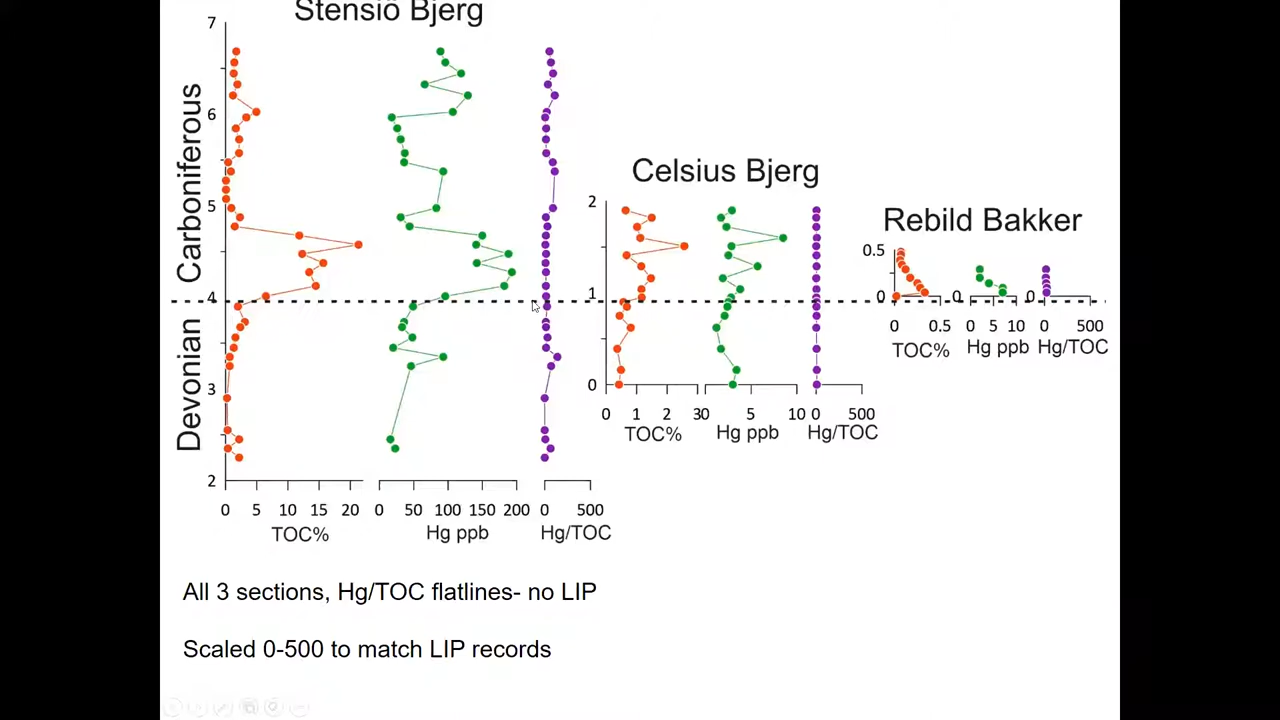 Stensiö Bjerg
7
6
5
4
3
2
Carboniferous
Devonian
0 5 10 15 20
TOC%
0 50 100 150 200
Hg ppb
0 500
Hg/TOC
Celsius Bjerg
2
1
0
0 1 2 30
TOC%
5 10
Hg ppb
0 500
Hg/TOC
Rebild Bakker
0.5
0
0 0.5
TOC%
0
0 5 10
Hg ppb
0
0 500
Hg/TOC
All 3 sections, Hg/TOC flatlines- no LIP
Scaled 0-500 to match LIP records